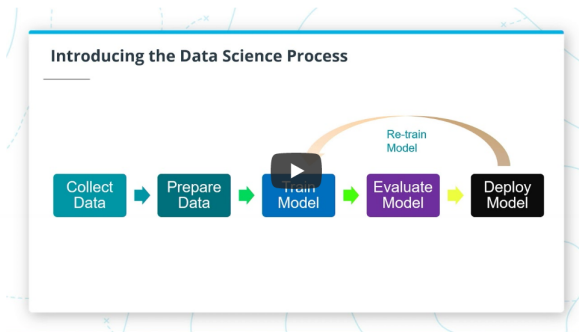 Introducing the Data Science Process
Re-train
Model
Collect
Data
Prepare
Data
Train
Model
Evaluate
Model
Deploy
Model